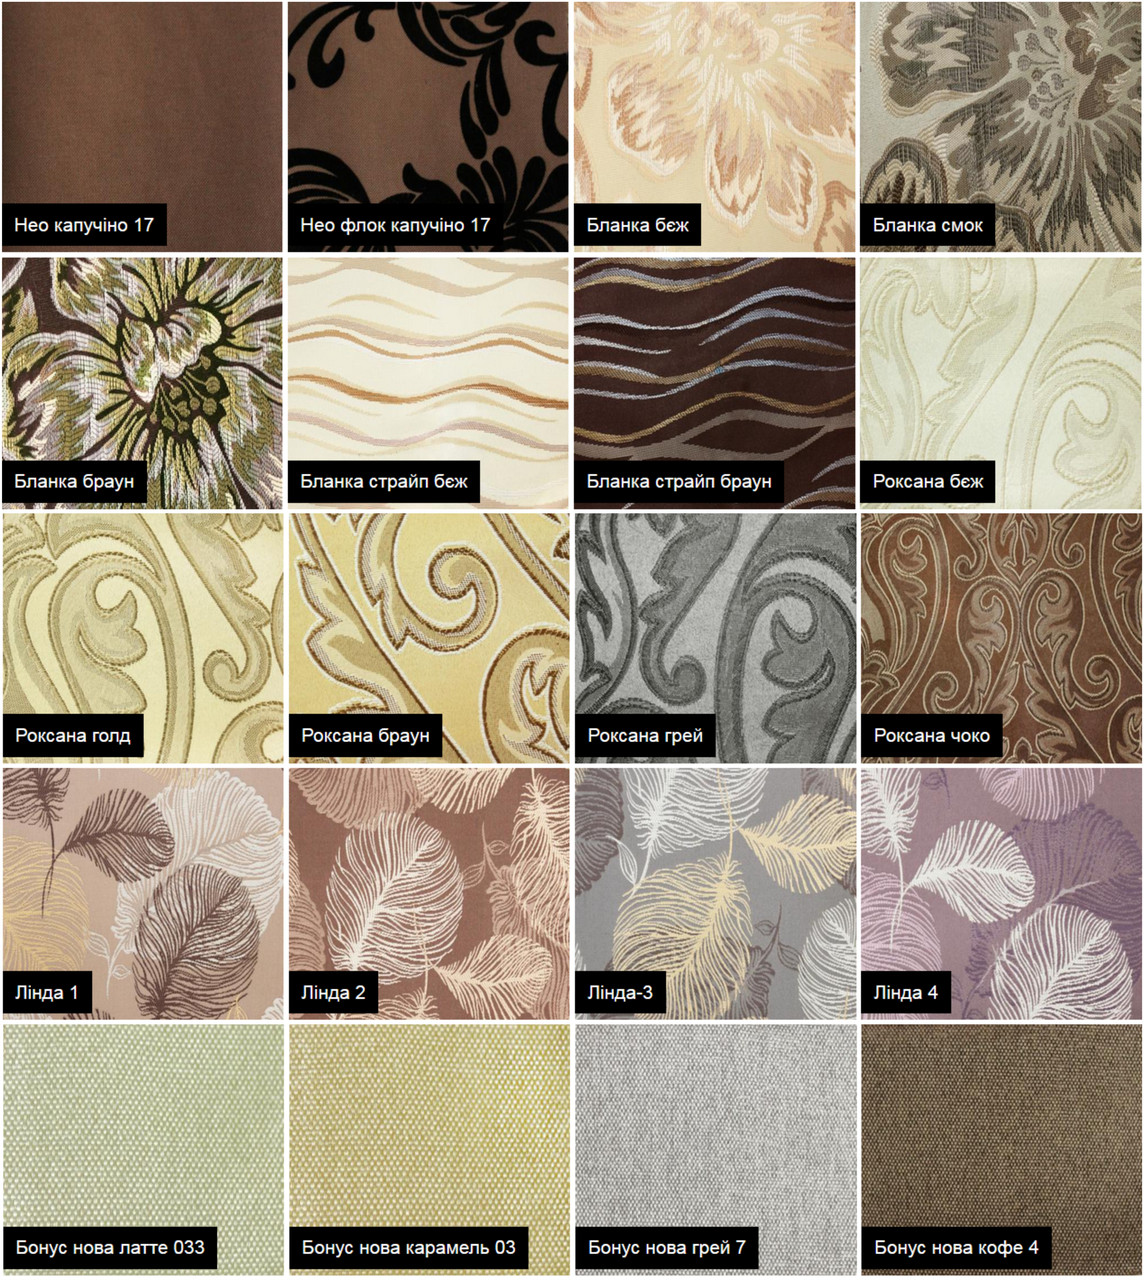 Нео капучіно 17
Нео флок капучіно 17
Бланка бєж
Бланка смок
Бланка браун
Бланка страйп бєж
Бланка страйп браун
Роксана бєж
Роксана голд
Роксана браун
Роксана грей
Роксана чоко
Лінда 1
Лінда 2
Лінда-3
Лінда 4
Бонус нова латте 033
Бонус нова карамель 03
Бонус нова грей 7
Бонус нова кофе 4